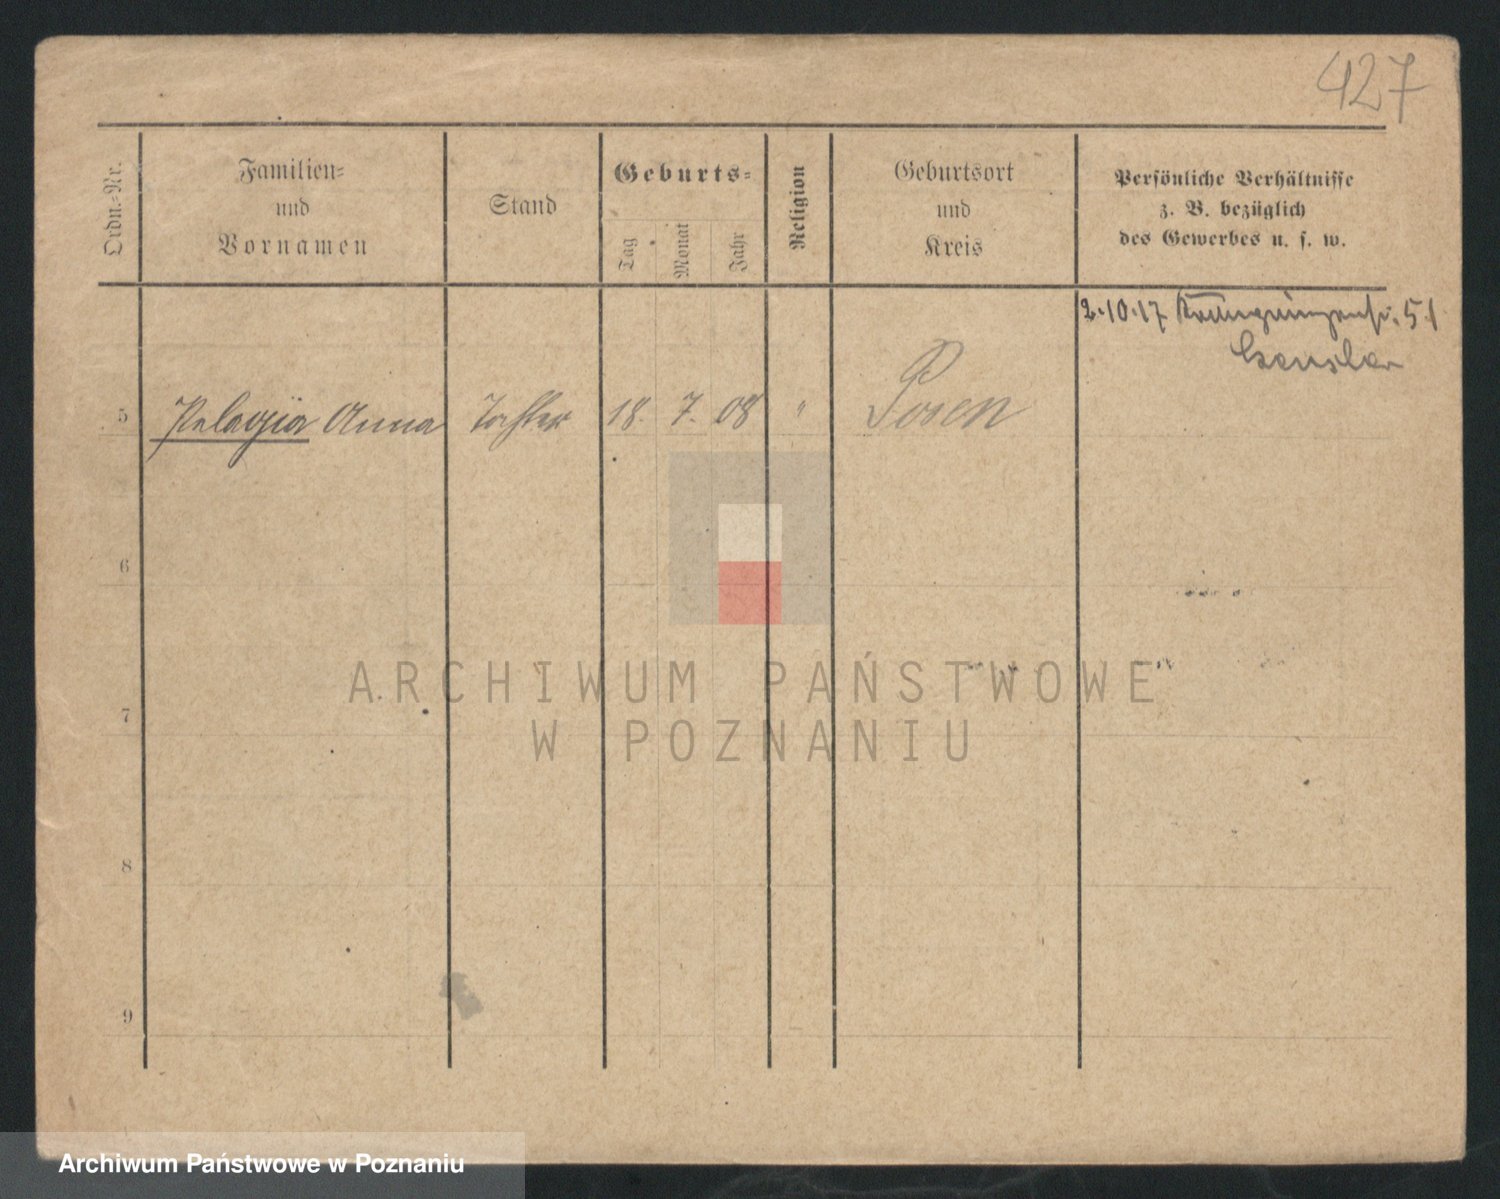 427
Ordn.-Nr.
Familien-
und
Vornamen
Stand
Geburts-
Tag
Monat
Jahr
Religion
Geburtsort
und
Kreis
Persönliche Verhältnisse
z. B. bezüglich
des Gewerbes u. s. w.
2.10.17
5 Pelagia Anna Tochter 18. 7. 08 " Posen
6
7
8
9
ARCHIWUM PAŃSTWOWE
W POZNANIU
Archiwum Państwowe w Poznaniu